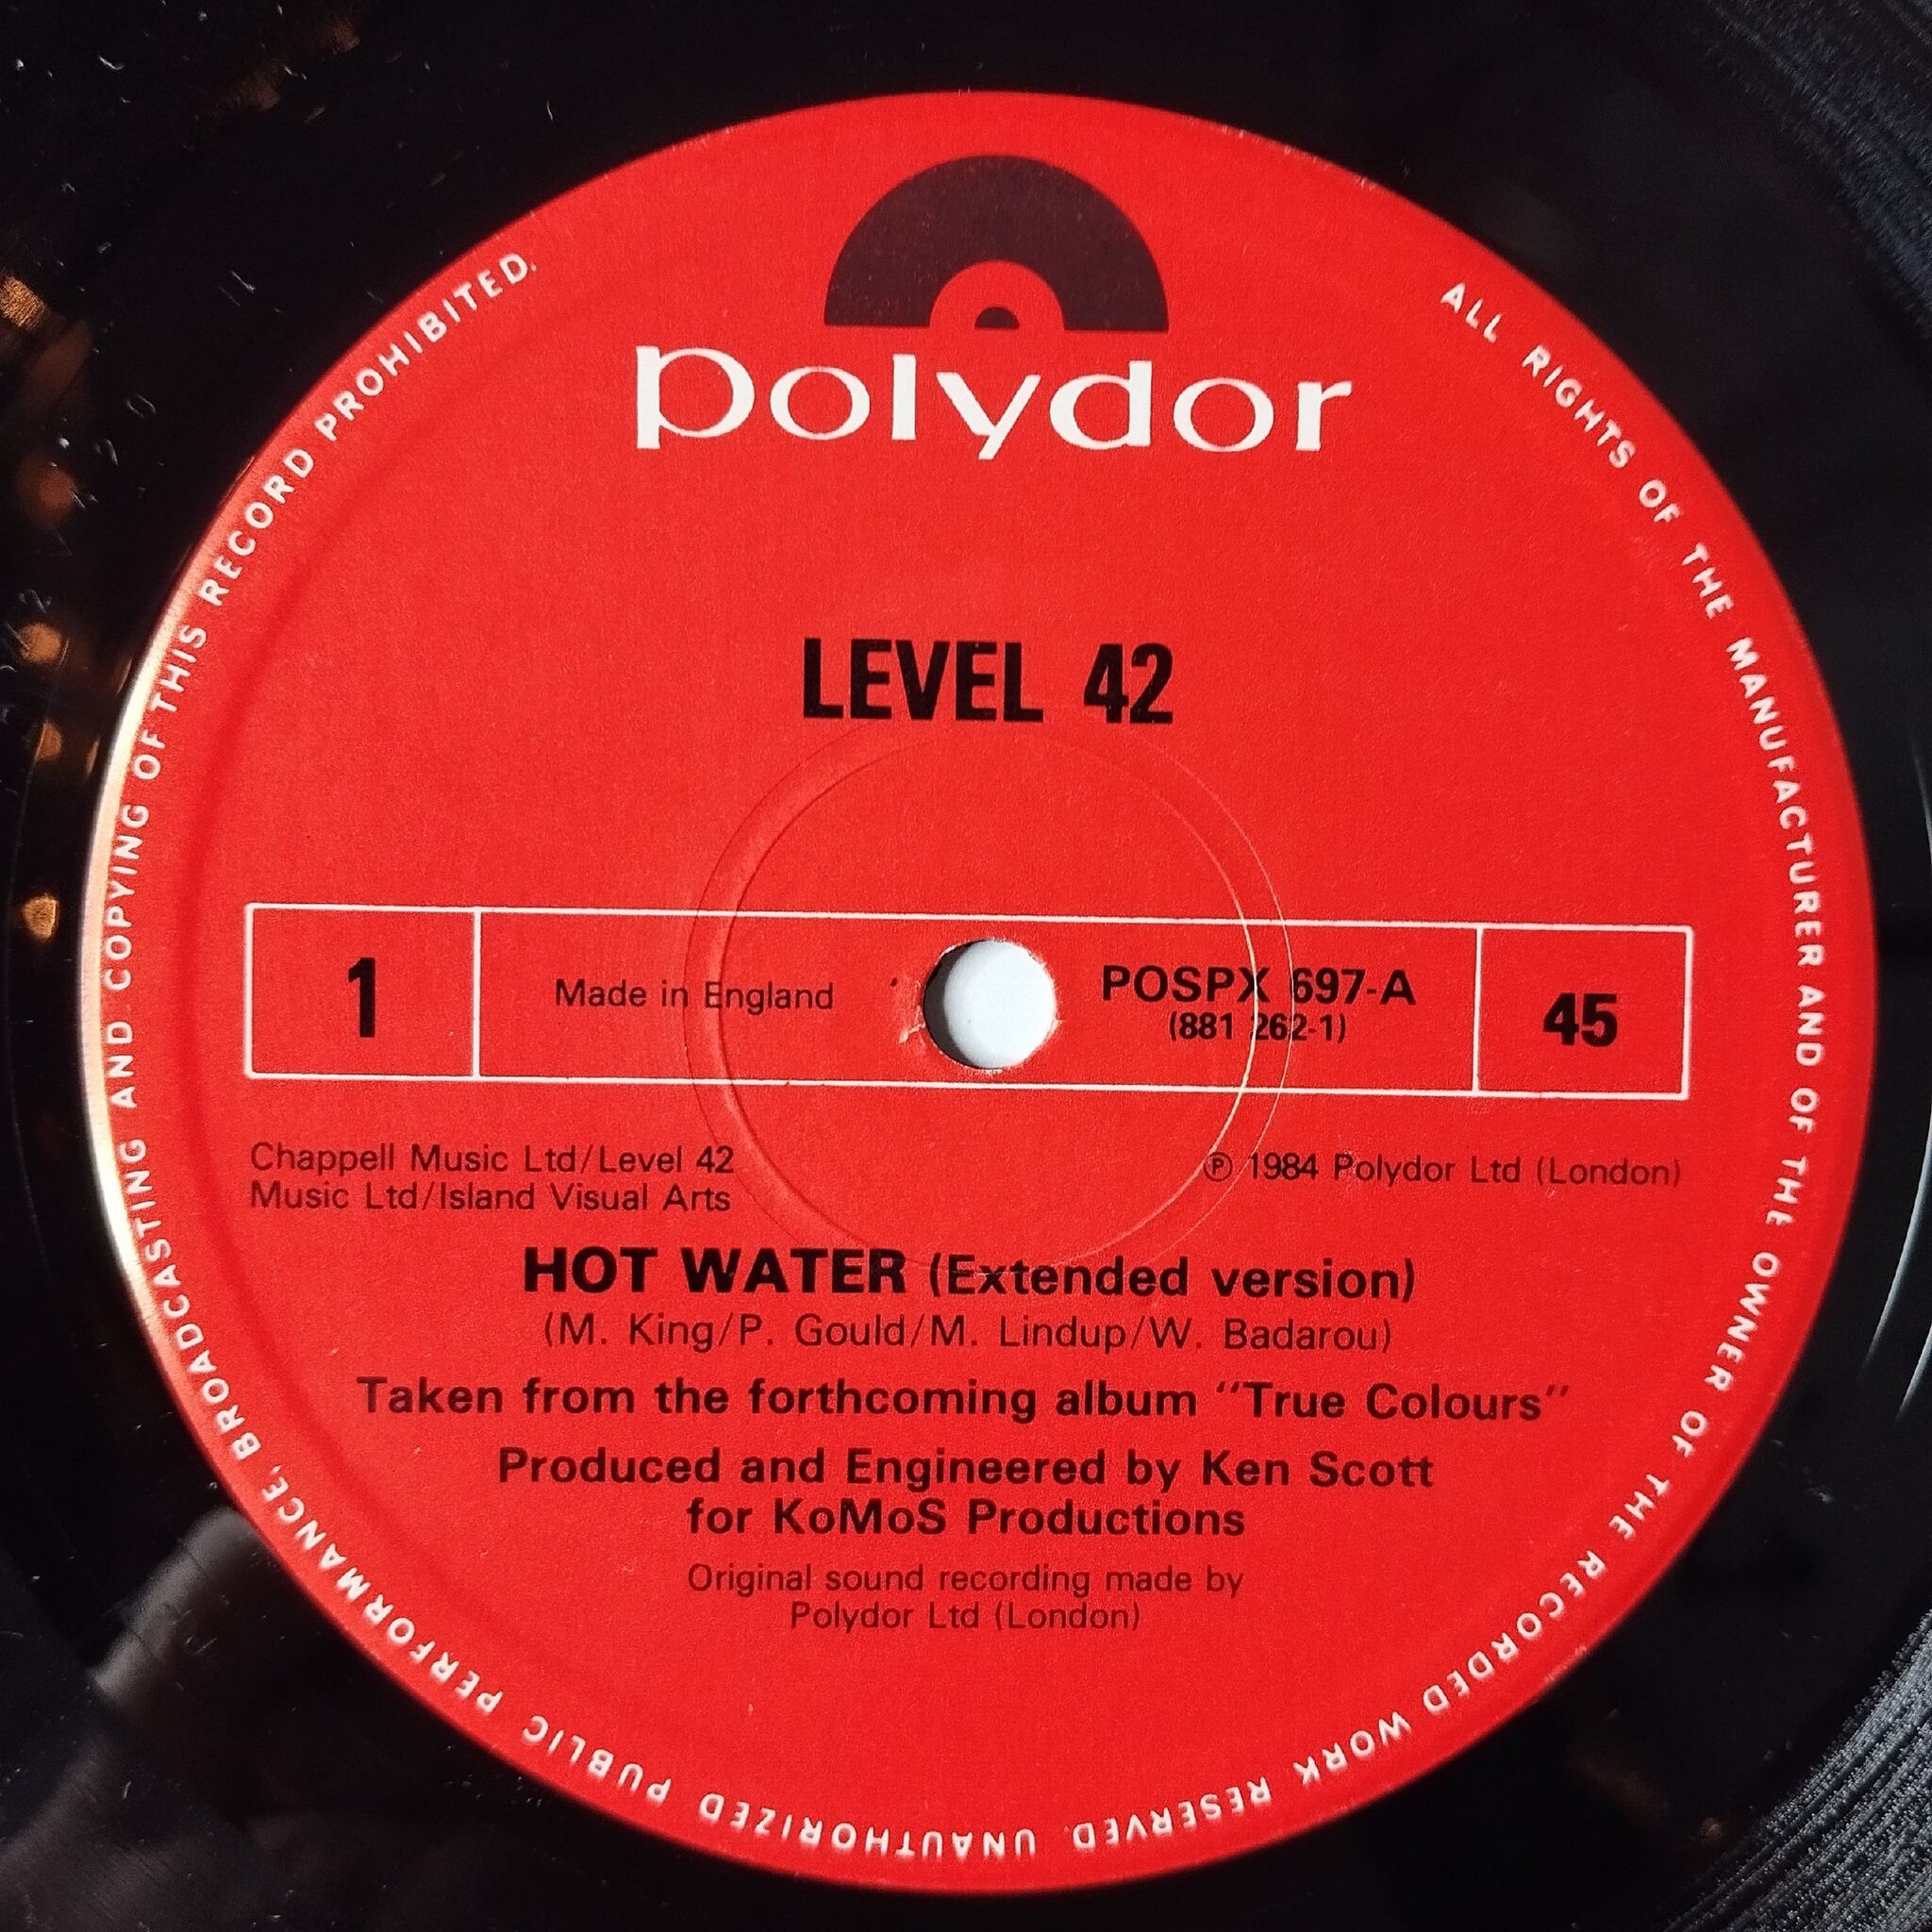 polydor
LEVEL 42
1
Made in England
POSPX 697-A
(881 262-1)
45
Chappell Music Ltd/Level 42
Music Ltd/Island Visual Arts
℗ 1984 Polydor Ltd (London)
HOT WATER (Extended version)
(M. King/P. Gould/M. Lindup/W. Badarou)
Taken from the forthcoming album "True Colours"
Produced and Engineered by Ken Scott
for KoMoS Productions
Original sound recording made by
Polydor Ltd (London)
ALL RIGHTS OF THE MANUFACTURER AND OF THE OWNER OF THE RECORDED WORK RESERVED. UNAUTHORIZED PUBLIC PERFORMANCE, BROADCASTING AND COPYING OF THIS RECORD PROHIBITED.